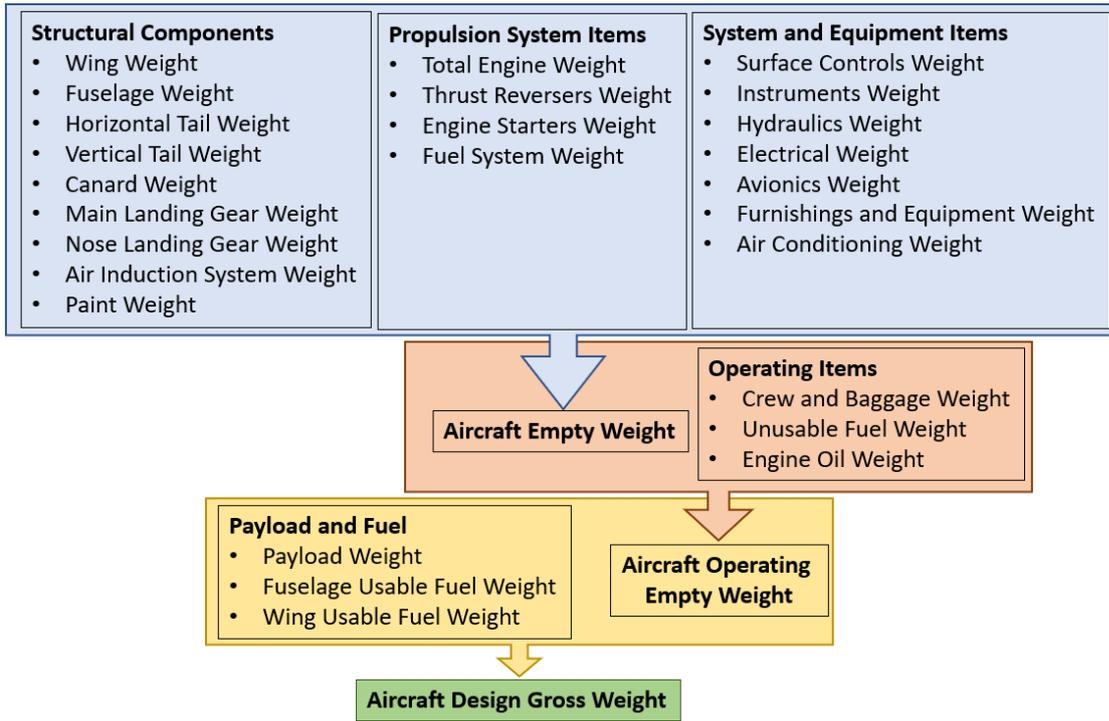 Structural Components
• Wing Weight
• Fuselage Weight
• Horizontal Tail Weight
• Vertical Tail Weight
• Canard Weight
• Main Landing Gear Weight
• Nose Landing Gear Weight
• Air Induction System Weight
• Paint Weight
Propulsion System Items
• Total Engine Weight
• Thrust Reversers Weight
• Engine Starters Weight
• Fuel System Weight
System and Equipment Items
• Surface Controls Weight
• Instruments Weight
• Hydraulics Weight
• Electrical Weight
• Avionics Weight
• Furnishings and Equipment Weight
• Air Conditioning Weight
Aircraft Empty Weight
Operating Items
• Crew and Baggage Weight
• Unusable Fuel Weight
• Engine Oil Weight
Payload and Fuel
• Payload Weight
• Fuselage Usable Fuel Weight
• Wing Usable Fuel Weight
Aircraft Operating
Empty Weight
Aircraft Design Gross Weight